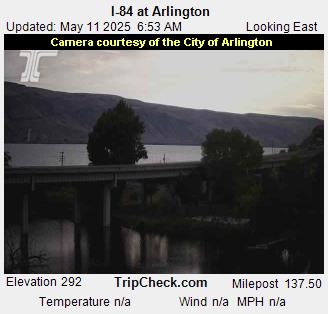 I-84 at Arlington
Updated: May 11 2025 6:53 AM Looking East
Camera courtesy of the City of Arlington
Elevation 292 TripCheck.com Milepost 137.50
Temperature n/a Wind n/a MPH n/a